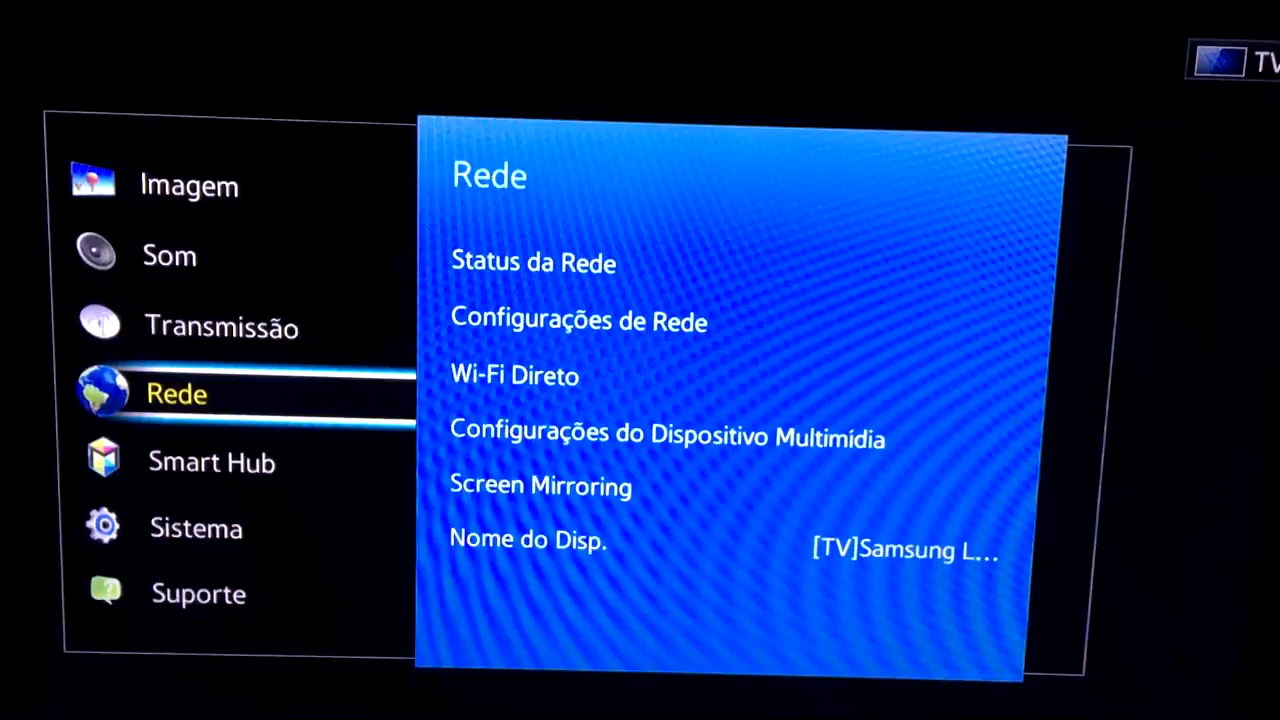 TV
Imagem
Som
Transmissão
Rede
Smart Hub
Sistema
Suporte
Rede
Status da Rede
Configurações de Rede
Wi-Fi Direto
Configurações do Dispositivo Multimídia
Screen Mirroring
Nome do Disp. [TV]Samsung L...